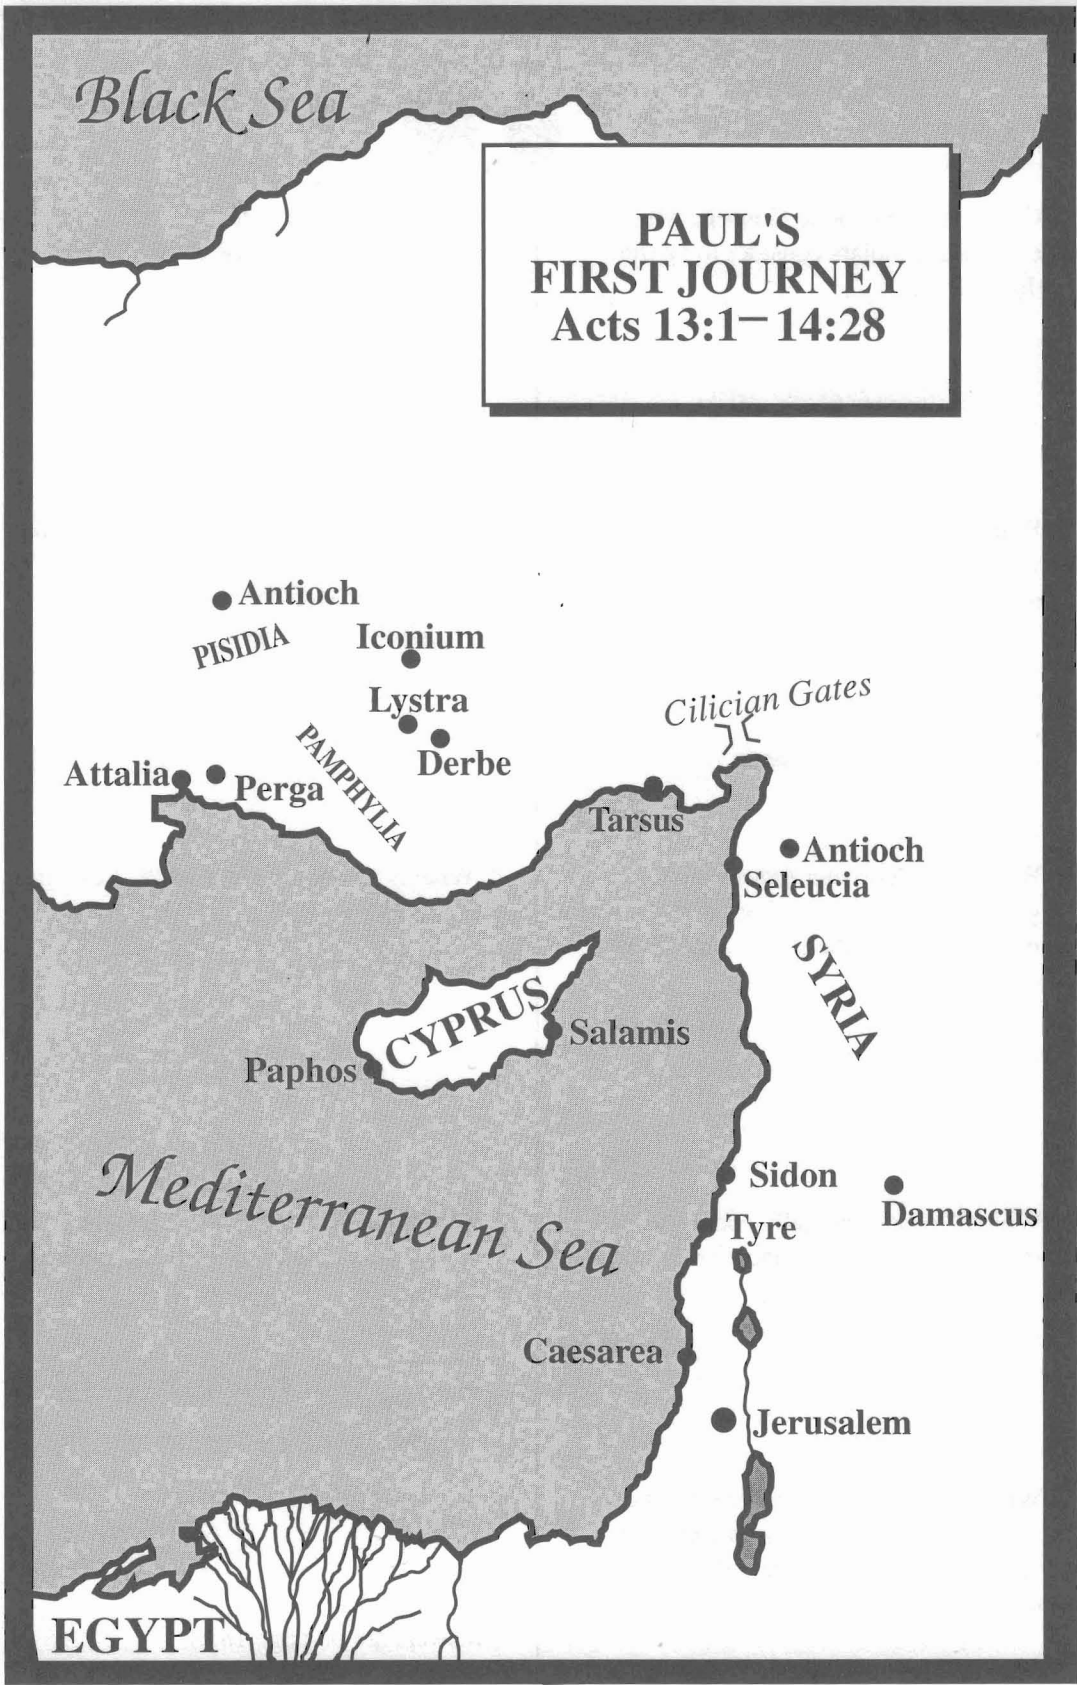 Black Sea
PAUL'S
FIRST JOURNEY
Acts 13:1–14:28
Antioch
PISIDIA
Iconium
Lystra
Derbe
Cilician Gates
PAMPHYLIA
Attalia
Perga
Tarsus
Antioch
Seleucia
SYRIA
CYPRUS
Salamis
Paphos
Mediterranean Sea
Sidon
Damascus
Tyre
Caesarea
Jerusalem
EGYPT